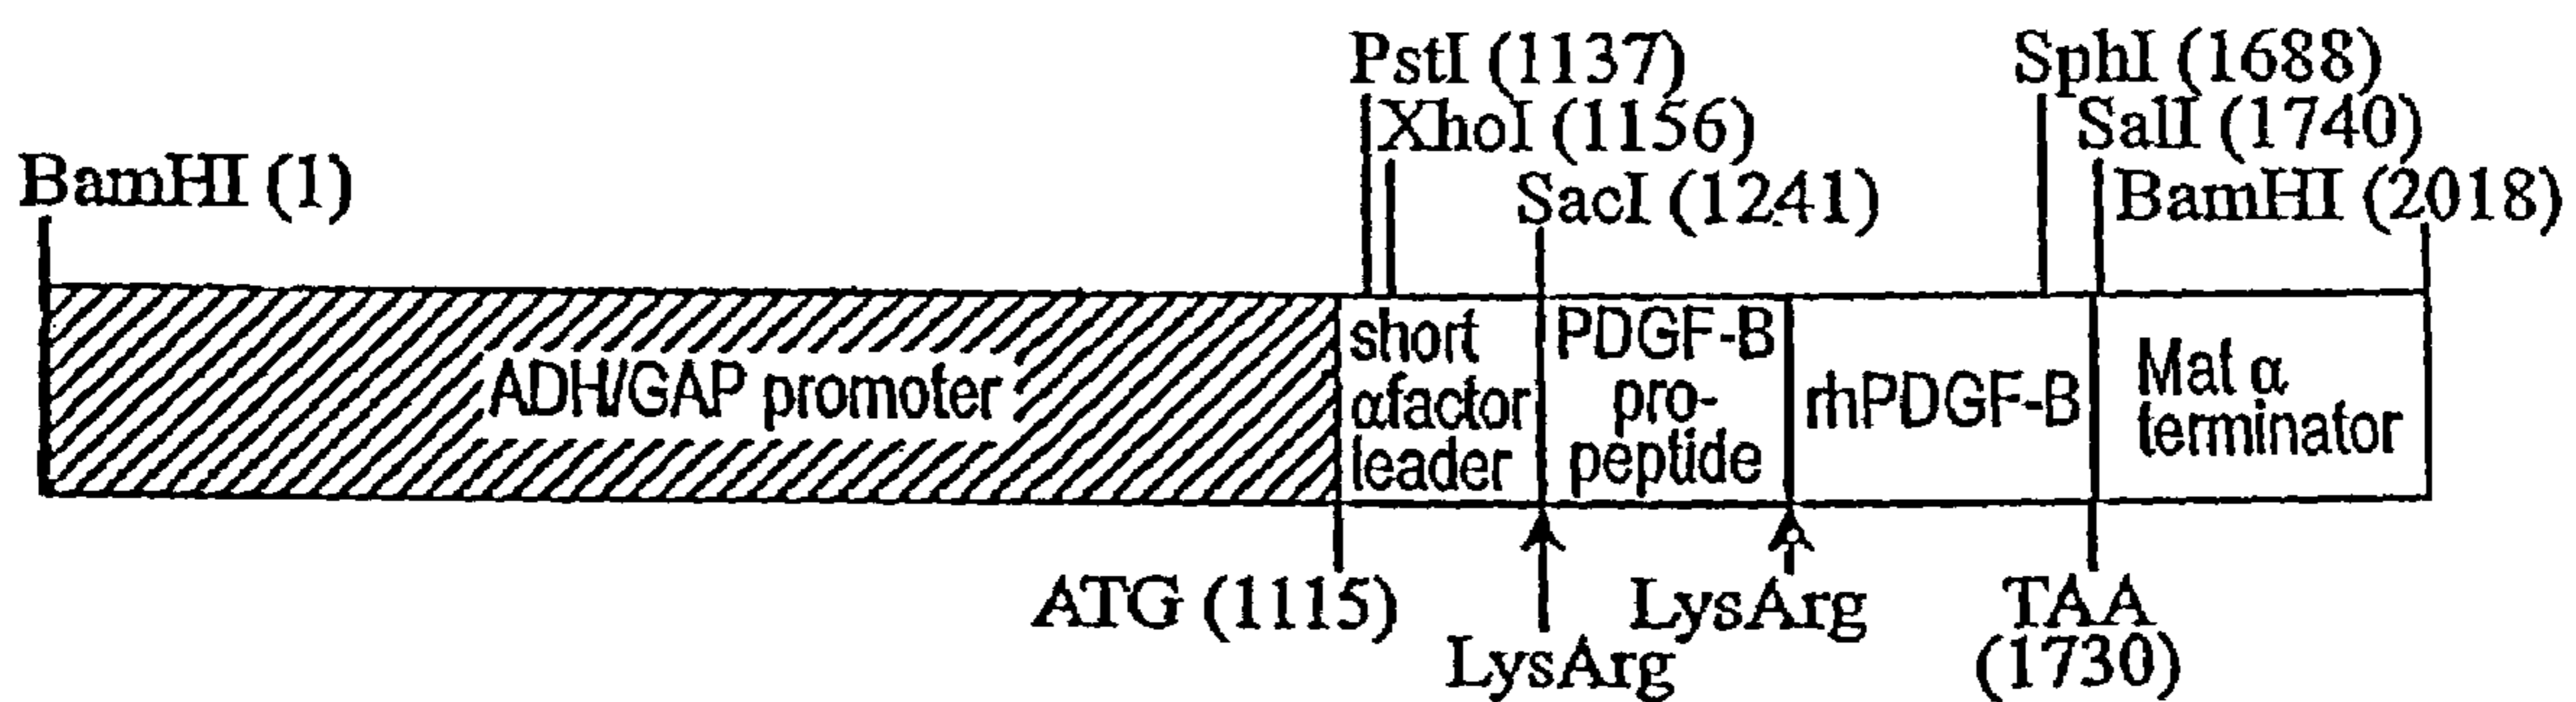 PstI (1137)
SphI (1688)
XhoI (1156)
SalI (1740)
BamHI (1)
SacI (1241)
BamHI (2018)
ADH/GAP promoter
short
αfactor
leader
PDGF-B
pro-
peptide
rhPDGF-B
Mat α
terminator
ATG (1115)
LysArg
LysArg
TAA
(1730)